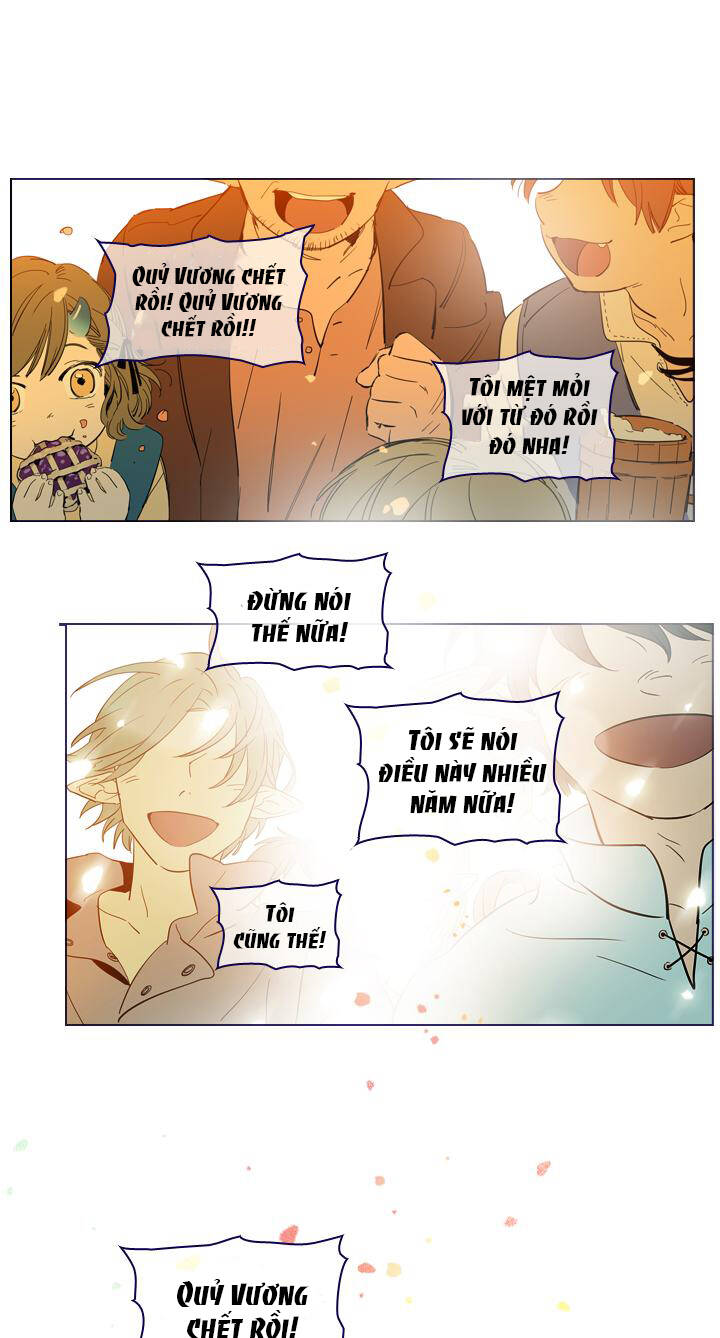 QUỶ VƯƠNG CHẾT
RỒI! QUỶ VƯƠNG
CHẾT RỒI!!
TÔI MỆT MỎI
VỚI TỪ ĐÓ RỒI
ĐÓ NHA!
ĐỪNG NÓI
THẾ NỮA!
TÔI SẼ NÓI
ĐIỀU NÀY NHIỀU
NĂM NỮA!
TÔI
CŨNG THẾ!
QUỶ VƯƠNG
CHẾT RỒI!